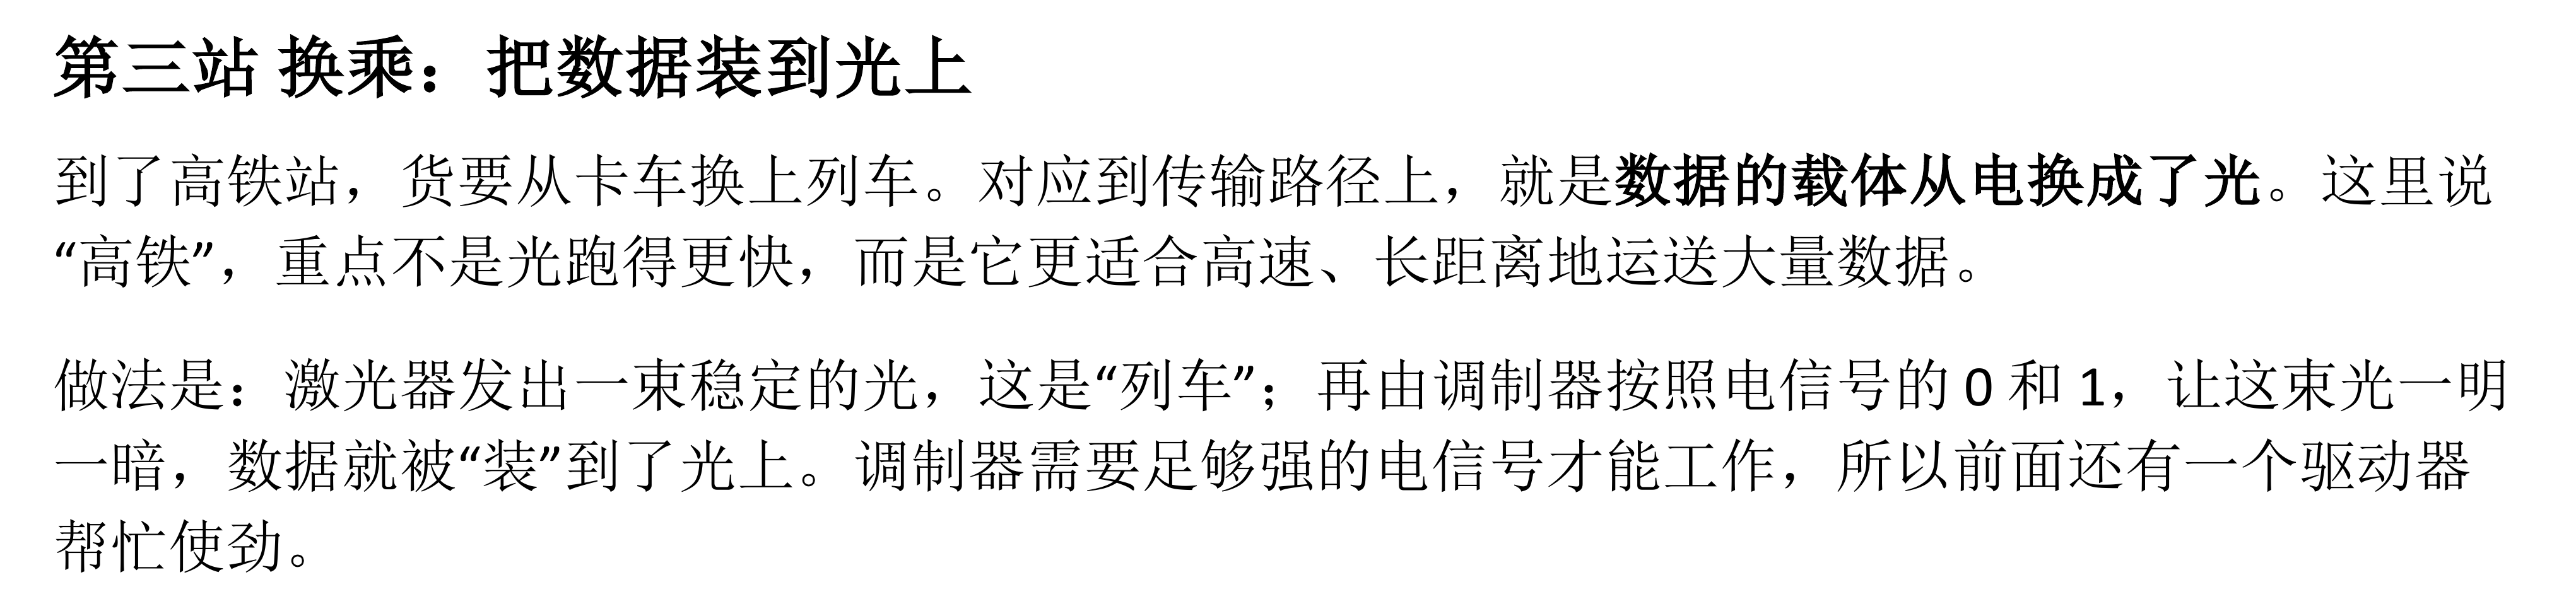 第三站 换乘：把数据装到光上
到了高铁站，货要从卡车换上列车。对应到传输路径上，就是数据的载体从电换成了光。这里说
“高铁”，重点不是光跑得更快，而是它更适合高速、长距离地运送大量数据。
做法是：激光器发出一束稳定的光，这是“列车”；再由调制器按照电信号的 0 和 1，让这束光一明
一暗，数据就被“装”到了光上。调制器需要足够强的电信号才能工作，所以前面还有一个驱动器
帮忙使劲。